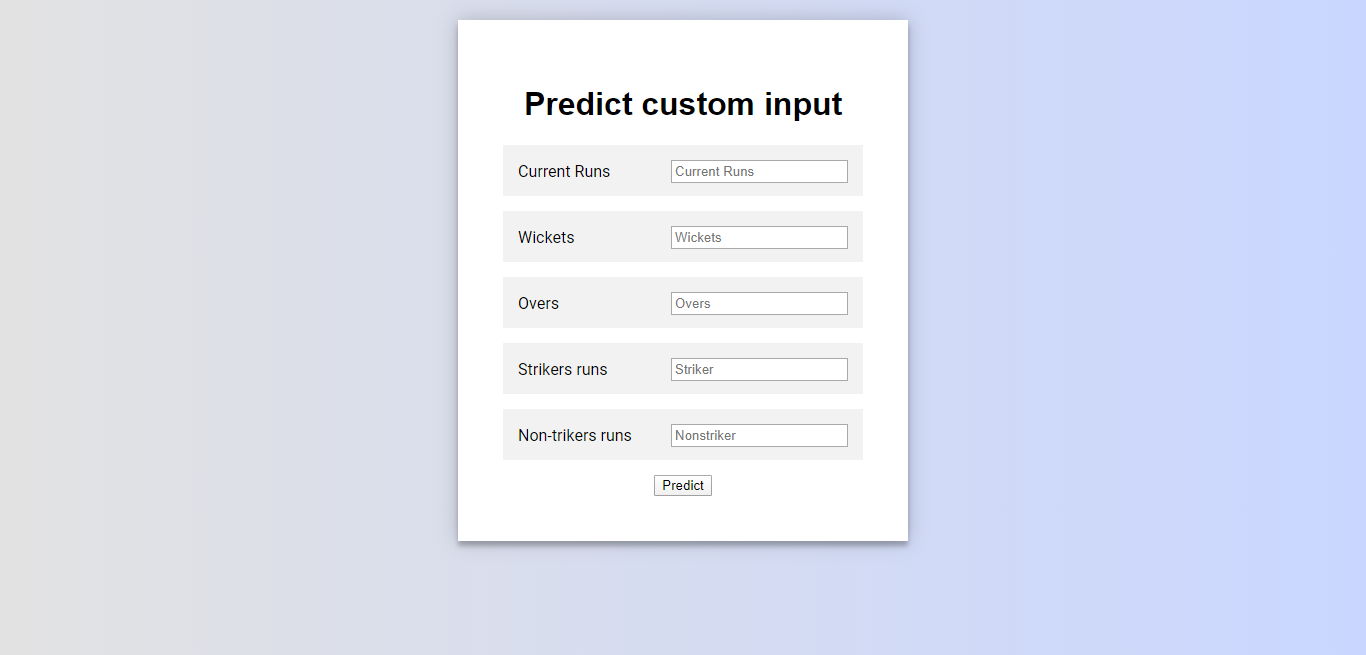 Predict custom input
Current Runs Current Runs
Wickets Wickets
Overs Overs
Strikers runs Striker
Non-trikers runs Nonstriker
Predict